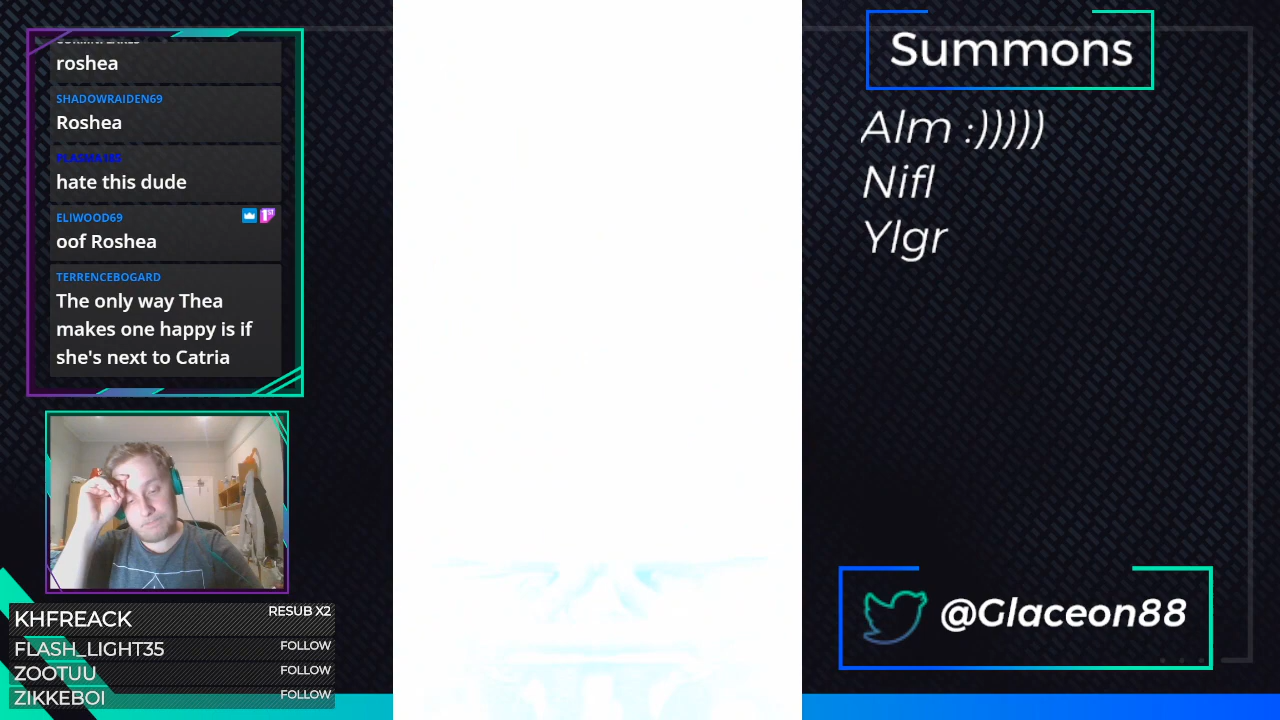 roshea
SHADOWRAIDEN69
Roshea
PLASMA189
hate this dude
ELIWOOD69
oof Roshea
TERRENCEBOGARD
The only way Thea
makes one happy is if
she's next to Catria
KHFREACK RESUB X2
FLASH_LIGHT35 FOLLOW
ZOOTUU FOLLOW
ZIKKEBOI FOLLOW
Summons
Alm :)))))
Nifl
Ylgr
@Glaceon88